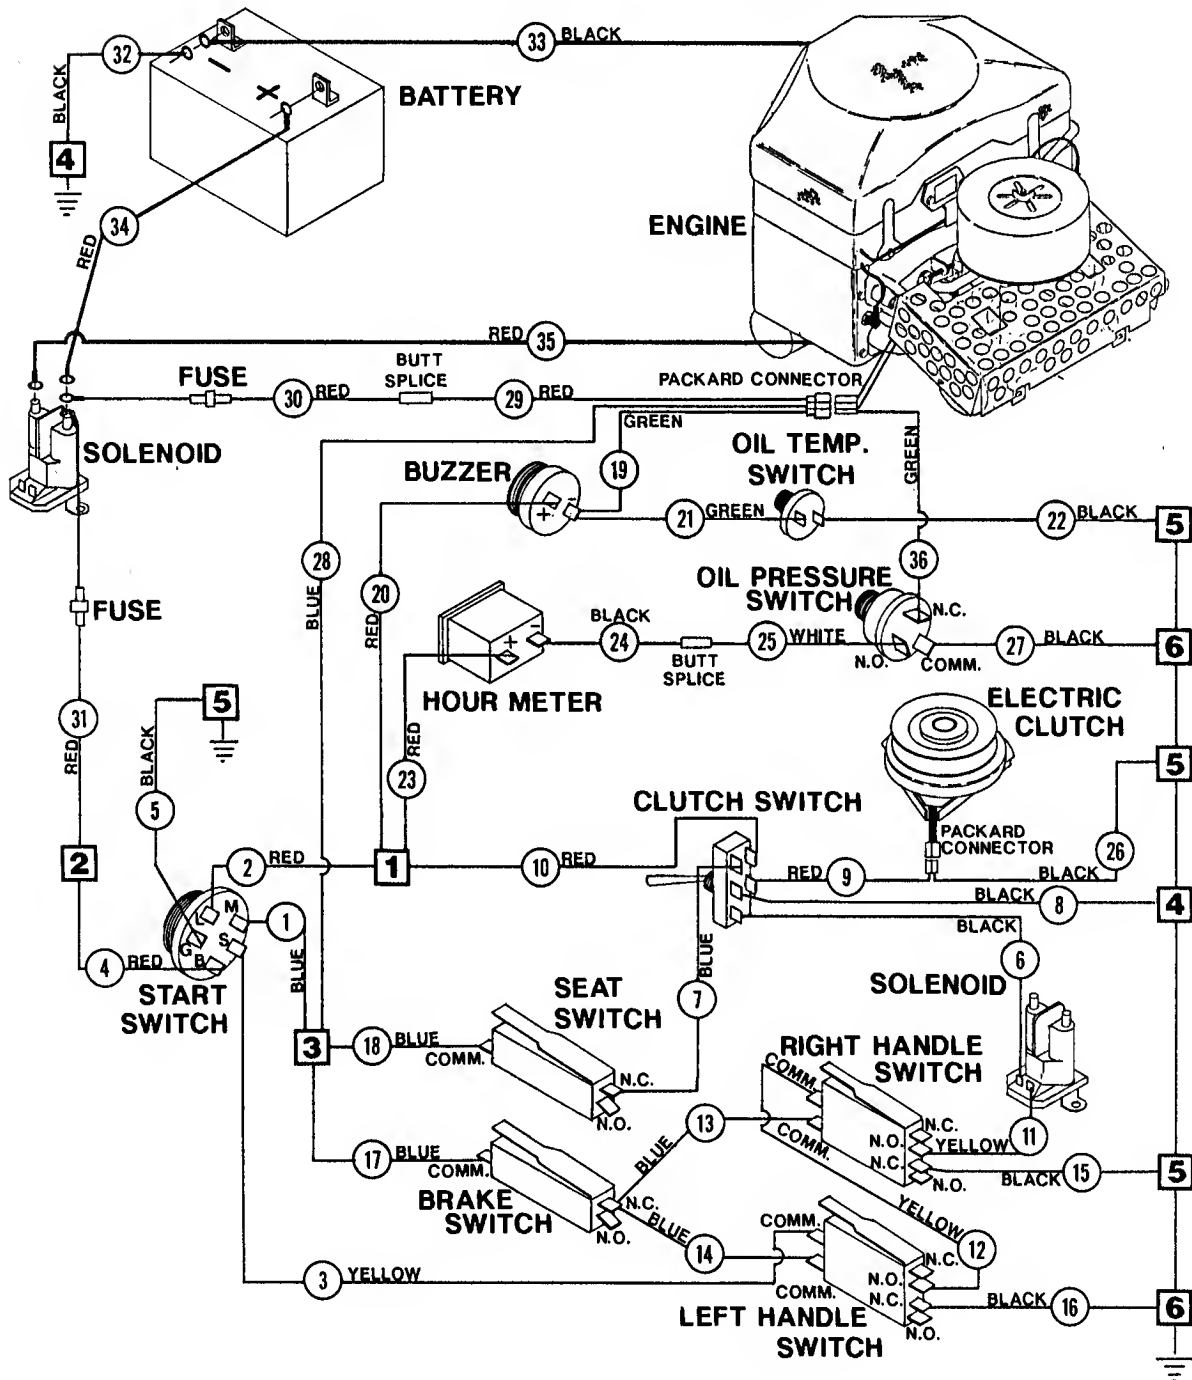 32
33
BLACK
BLACK
BATTERY
4
34
RED
ENGINE
RED
35
BUTT
SPLICE
FUSE
30
RED
29
RED
PACKARD CONNECTOR
GREEN
SOLENOID
BUZZER
19
OIL TEMP.
SWITCH
GREEN
+
-
21
GREEN
22
BLACK
5
28
BLUE
20
RED
36
OIL PRESSURE
SWITCH
N.C.
FUSE
+
-
BLACK
24
25
WHITE
N.O.
COMM.
27
BLACK
6
BUTT
SPLICE
HOUR METER
31
RED
5
BLACK
5
RED
23
ELECTRIC
CLUTCH
5
CLUTCH SWITCH
PACKARD
CONNECTOR
26
2
2
RED
1
10
RED
RED
9
BLACK
BLACK
8
4
L
M
G
S
B
1
BLUE
BLACK
4
RED
START
SWITCH
BLUE
7
6
SOLENOID
SEAT
SWITCH
3
18
BLUE
COMM.
N.C.
N.O.
RIGHT HANDLE
SWITCH
COMM.
COMM.
N.C.
N.O.
N.C.
N.O.
YELLOW
11
13
BLUE
17
BLUE
COMM.
BLACK
15
5
BRAKE
SWITCH
N.C.
N.O.
BLUE
14
YELLOW
12
COMM.
COMM.
N.C.
N.O.
N.C.
N.O.
3
YELLOW
BLACK
16
6
LEFT HANDLE
SWITCH